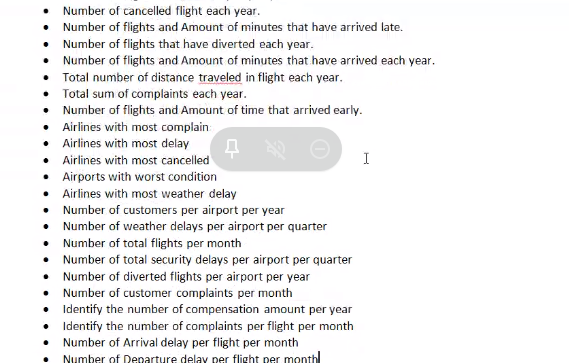 • Number of cancelled flight each year.
• Number of flights and Amount of minutes that have arrived late.
• Number of flights that have diverted each year.
• Number of flights and Amount of minutes that have arrived each year.
• Total number of distance traveled in flight each year.
• Total sum of complaints each year.
• Number of flights and Amount of time that arrived early.
• Airlines with most complain
• Airlines with most delay
• Airlines with most cancelled
• Airports with worst condition
• Airlines with most weather delay
• Number of customers per airport per year
• Number of weather delays per airport per quarter
• Number of total flights per month
• Number of total security delays per airport per quarter
• Number of diverted flights per airport per year
• Number of customer complaints per month
• Identify the number of compensation amount per year
• Identify the number of complaints per flight per month
• Number of Arrival delay per flight per month
• Number of Departure delay per flight per month